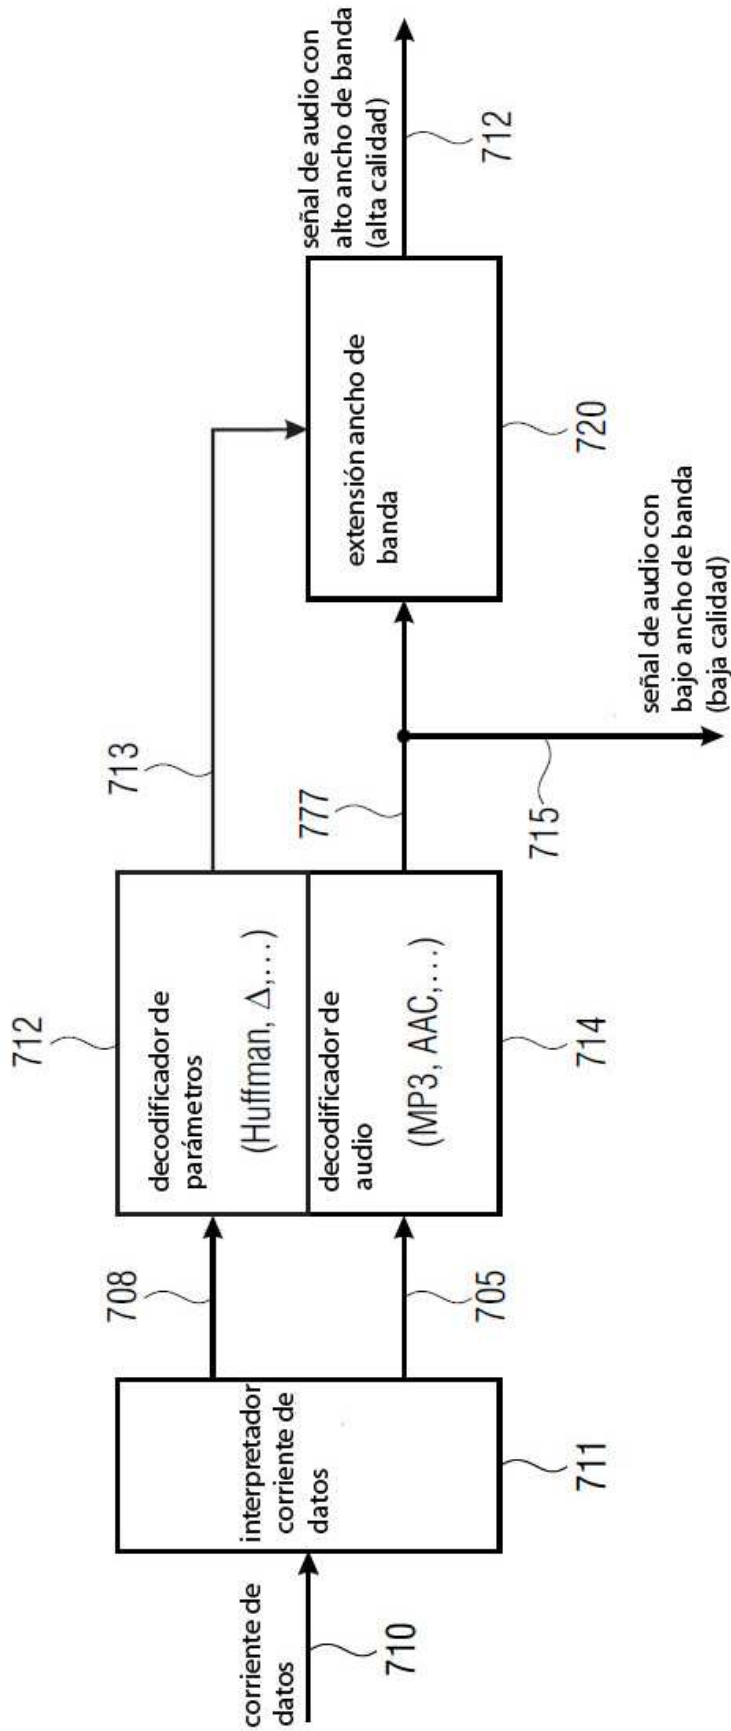 corriente de
datos
710
interpretador
corriente de
datos
711
708
705
712
decodificador de
parámetros
(Huffman, Δ,...)
decodificador de
audio
(MP3, AAC,...)
714
713
777
715
señal de audio con
bajo ancho de banda
(baja calidad)
extensión ancho de
banda
720
señal de audio con
alto ancho de banda
(alta calidad)
712